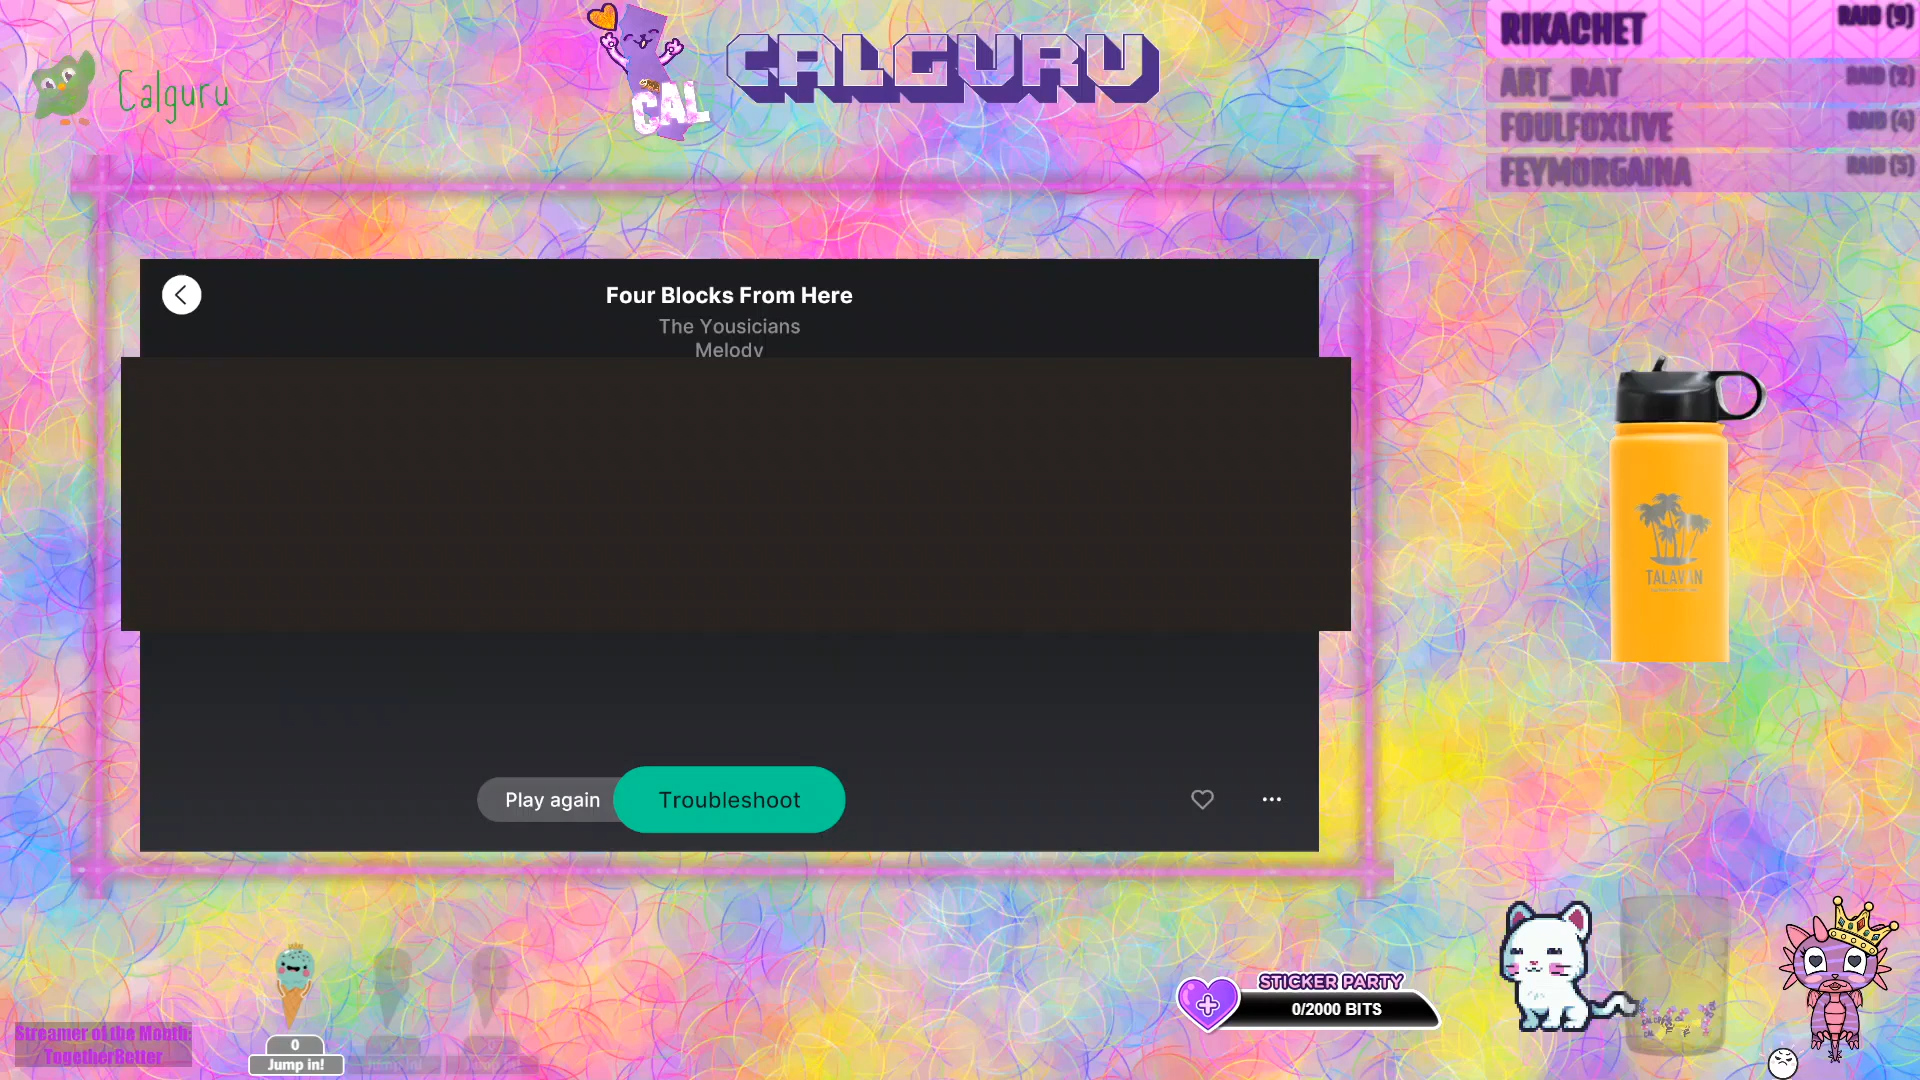 Calguru
CAL
CALGURU
RIKACHET RAID (9)
ART_RAT RAID (2)
FOULFOXLIVE RAID (4)
FEYMORGAINA RAID (5)
Four Blocks From Here
The Yousicians
Melody
TALAVAN
Play again
Troubleshoot
STICKER PARTY
0/2000 BITS
Streamer of the Month:
TogetherBetter
0
Jump in!